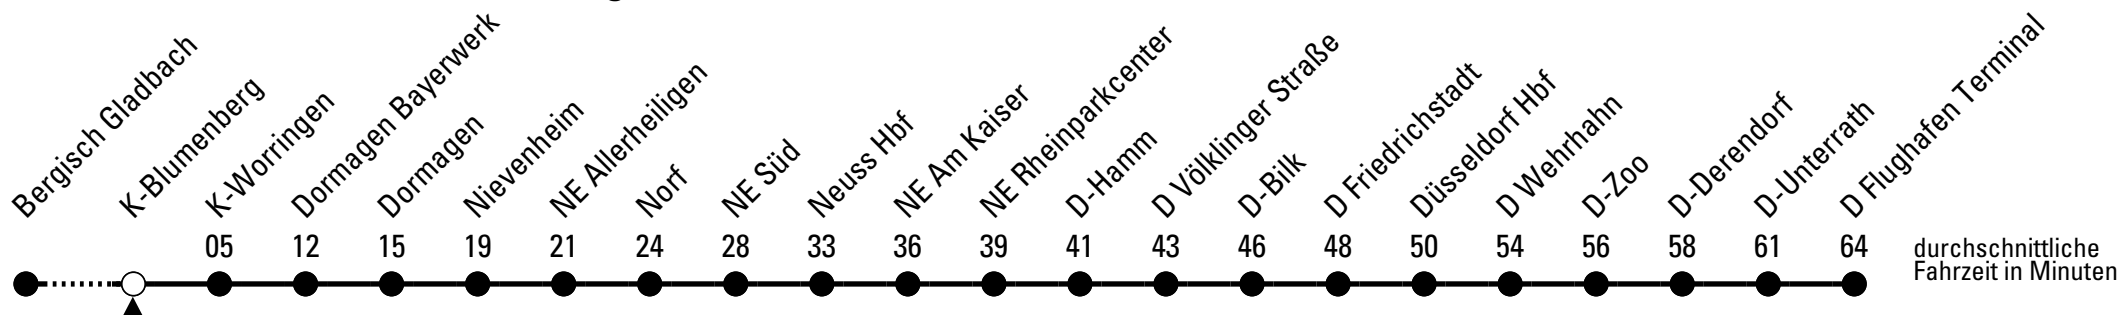 Bergisch Gladbach
K-Blumenberg
K-Worringen
Dormagen Bayerwerk
Dormagen
Nievenheim
NE Allerheiligen
Norf
NE Süd
Neuss Hbf
NE Am Kaiser
NE Rheinparkcenter
D-Hamm
D Völklinger Straße
D-Bilk
D Friedrichstadt
Düsseldorf Hbf
D Wehrhahn
D-Zoo
D-Derendorf
D-Unterrath
D Flughafen Terminal
05 12 15 19 21 24 28 33 36 39 41 43 46 48 50 54 56 58 61 64
durchschnittliche
Fahrzeit in Minuten